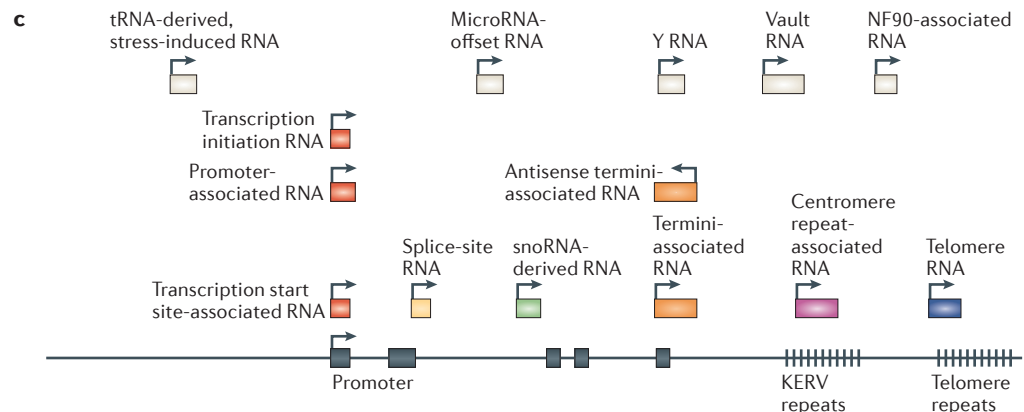 c
tRNA-derived,
stress-induced RNA
MicroRNA-
offset RNA
Y RNA
Vault
RNA
NF90-associated
RNA
Transcription
initiation RNA
Promoter-
associated RNA
Antisense termini-
associated RNA
Transcription start
site-associated RNA
Splice-site
RNA
snoRNA-
derived RNA
Termini-
associated
RNA
Centromere
repeat-
associated
RNA
Telomere
RNA
Promoter
KERV
repeats
Telomere
repeats